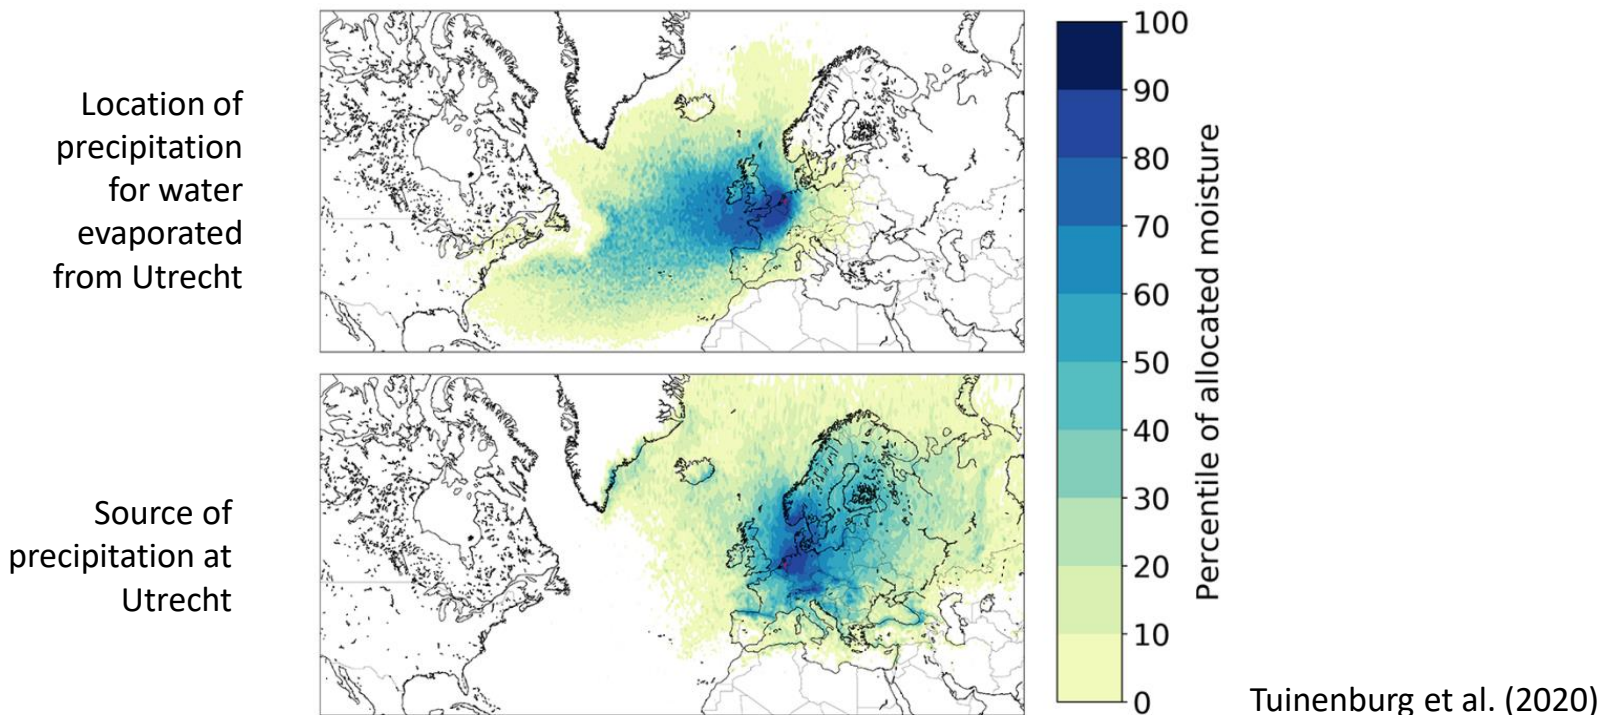 Location of
precipitation
for water
evaporated
from Utrecht
Source of
precipitation at
Utrecht
100
90
80
70
60
50
40
30
20
10
0
Percentile of allocated moisture
Tuinenburg et al. (2020)